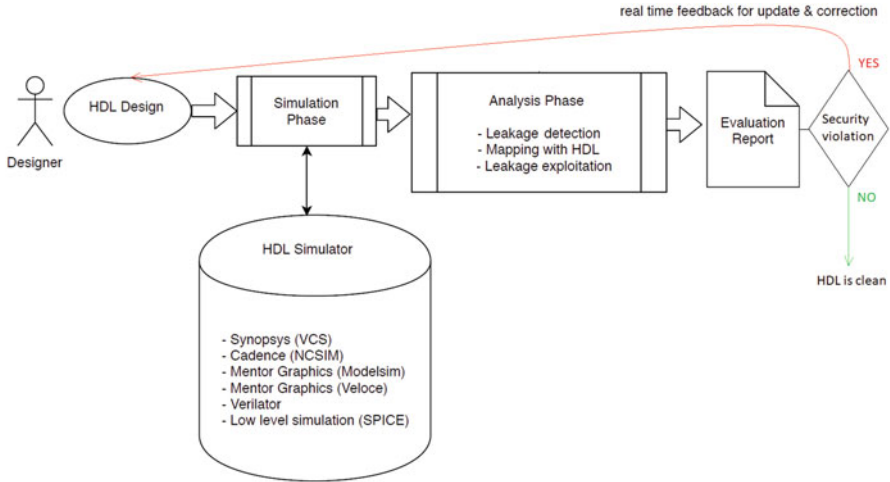 real time feedback for update & correction
YES
HDL Design
Simulation
Phase
Analysis Phase
- Leakage detection
- Mapping with HDL
- Leakage exploitation
Evaluation
Report
Security
violation
Designer
NO
HDL is clean
HDL Simulator
- Synopsys (VCS)
- Cadence (NCSIM)
- Mentor Graphics (Modelsim)
- Mentor Graphics (Veloce)
- Verilator
- Low level simulation (SPICE)